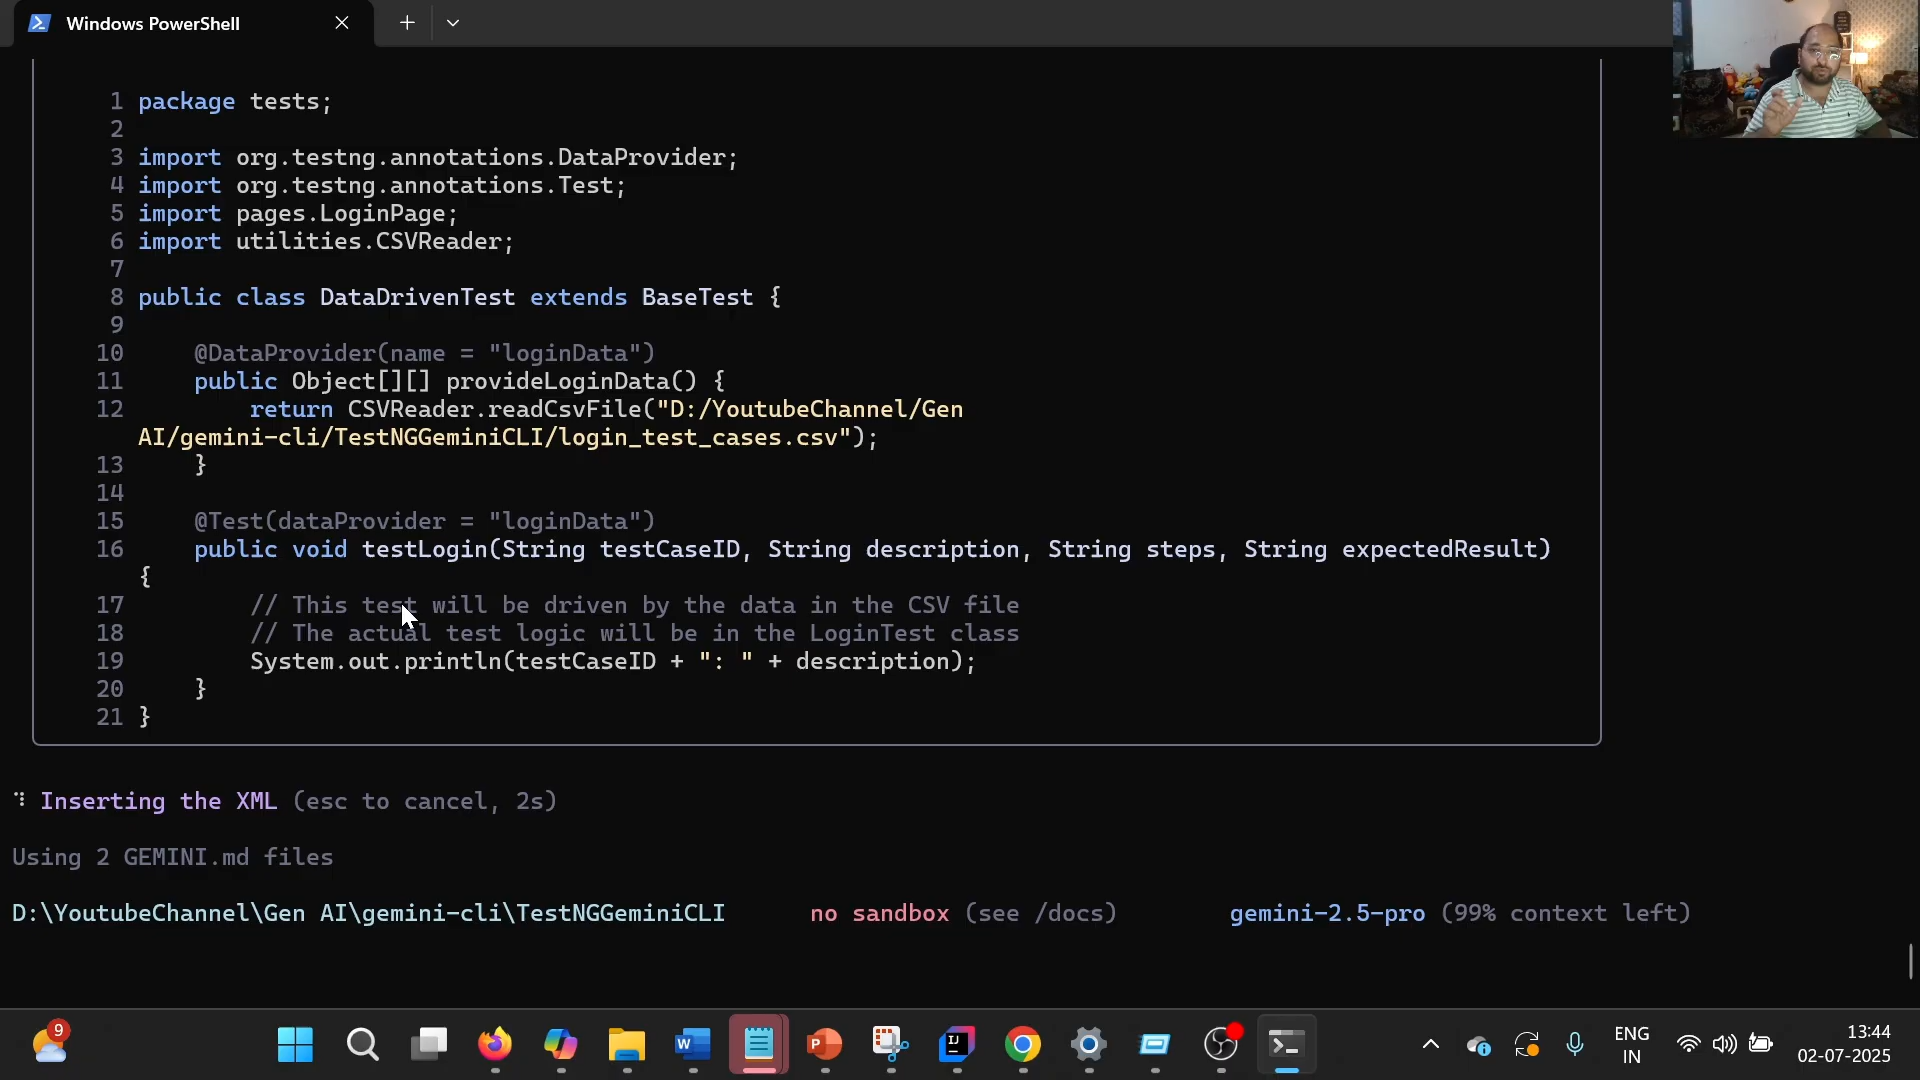 Windows PowerShell
1 package tests;
2
3 import org.testng.annotations.DataProvider;
4 import org.testng.annotations.Test;
5 import pages.LoginPage;
6 import utilities.CSVReader;
7
8 public class DataDrivenTest extends BaseTest {
9
10 @DataProvider(name = "loginData")
11 public Object[][] provideLoginData() {
12 return CSVReader.readCsvFile("D:/YoutubeChannel/Gen
AI/gemini-cli/TestNGGeminiCLI/login_test_cases.csv");
13 }
14
15 @Test(dataProvider = "loginData")
16 public void testLogin(String testCaseID, String description, String steps, String expectedResult)
{
17 // This test will be driven by the data in the CSV file
18 // The actual test logic will be in the LoginTest class
19 System.out.println(testCaseID + ": " + description);
20 }
21 }
Inserting the XML (esc to cancel, 2s)
Using 2 GEMINI.md files
D:\YoutubeChannel\Gen AI\gemini-cli\TestNGGeminiCLI no sandbox (see /docs) gemini-2.5-pro (99% context left)
9
W
P
IJ
ENG
IN
13:44
02-07-2025